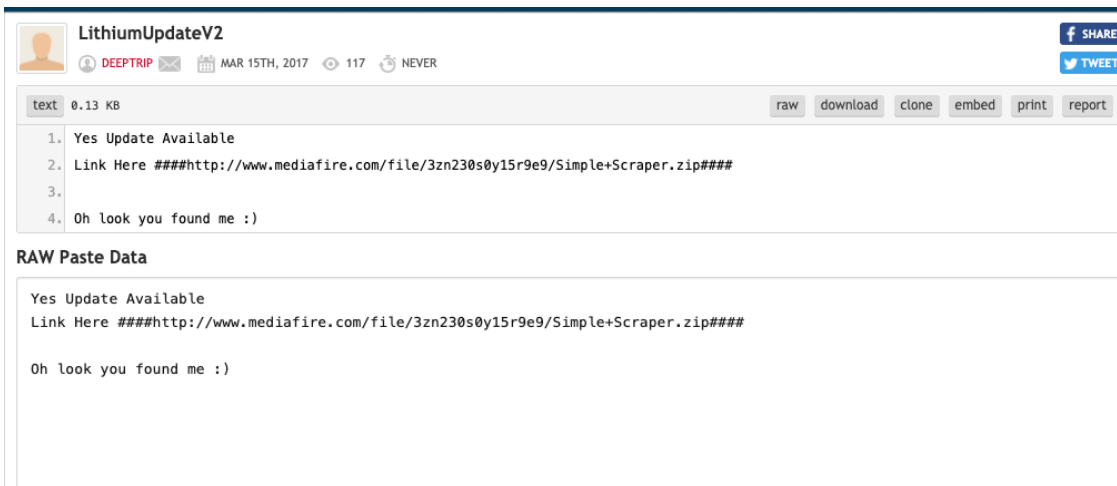 LithiumUpdateV2
SHARE
DEEPTRIP MAR 15TH, 2017 117 NEVER
TWEET
text 0.13 KB raw download clone embed print report
1. Yes Update Available
2. Link Here ####http://www.mediafire.com/file/3zn230s0y15r9e9/Simple+Scraper.zip####
3.
4. Oh look you found me :)
RAW Paste Data
Yes Update Available
Link Here ####http://www.mediafire.com/file/3zn230s0y15r9e9/Simple+Scraper.zip####
Oh look you found me :)